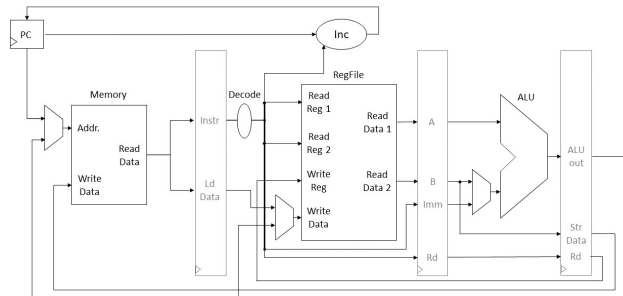 PC
Inc
Memory
Addr.
Read
Data
Write
Data
Instr
Ld
Data
Decode
RegFile
Read
Reg 1
Read
Reg 2
Write
Reg
Write
Data
Read
Data 1
Read
Data 2
A
B
Imm
Rd
ALU
ALU
out
Str
Data
Rd